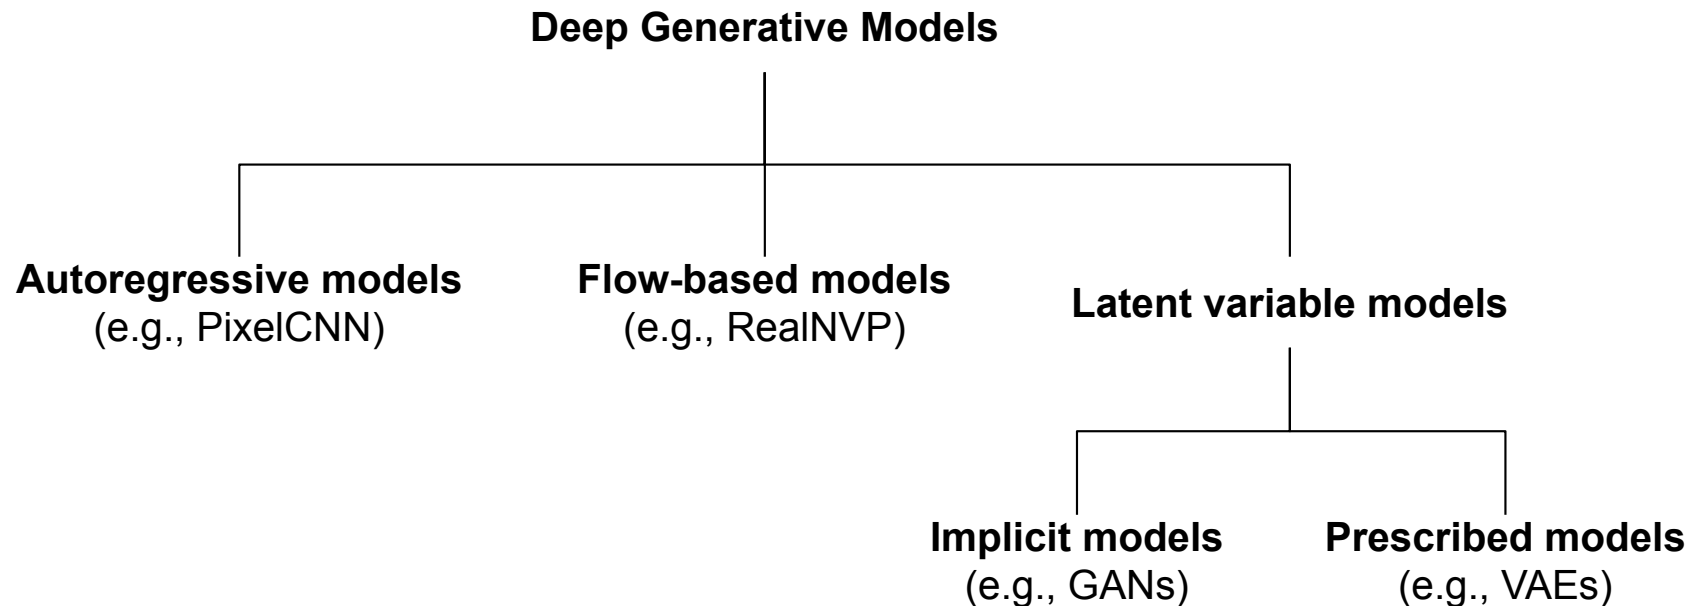 Deep Generative Models
Autoregressive models
(e.g., PixelCNN)
Flow-based models
(e.g., RealNVP)
Latent variable models
Implicit models
(e.g., GANs)
Prescribed models
(e.g., VAEs)